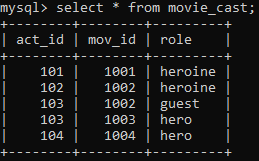 mysql> select * from movie_cast;
+--------+--------+---------+
| act_id | mov_id | role    |
+--------+--------+---------+
|    101 |   1001 | heroine |
|    102 |   1002 | heroine |
|    103 |   1002 | guest   |
|    103 |   1003 | hero    |
|    104 |   1004 | hero    |
+--------+--------+---------+